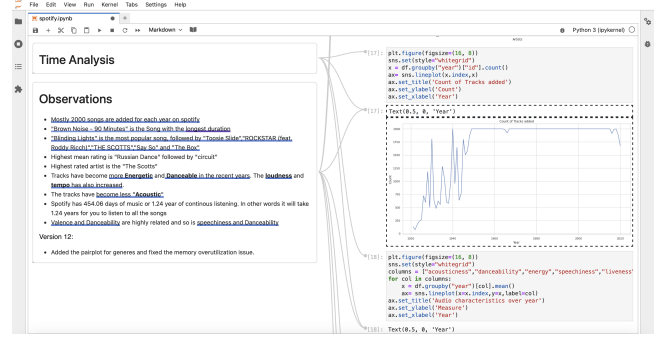 File Edit View Run Kernel Tabs Settings Help
spotify.ipynb
Markdown
Python 3 (ipykernel)
Time Analysis
Observations
Mostly 2000 songs are added for each year on spotify
"Brown Noise - 90 Minutes" is the Song with the longest duration
"Blinding Lights" is the most popular song, followed by "Toosie Slide","ROCKSTAR (feat.
Roddy Ricch)","THE SCOTTS","Say So" and "The Box"
Highest mean rating is "Russian Dance" followed by "circuit"
Highest rated artist is the "The Scotts"
Tracks have become more Energetic and Danceable in the recent years. The loudness and
tempo has also increased.
The tracks have become less "Acoustic"
Spotify has 454.06 days of music or 1.24 year of continous listening. In other words it will take
1.24 years for you to listen to all the songs
Valence and Danceability are highly related and so is speechiness and Danceability
Version 12:
Added the pairplot for generes and fixed the memory overutilization issue.
Artists
[17]: plt.figure(figsize=(16, 8))
sns.set(style="whitegrid")
x = df.groupby("year")["id"].count()
ax= sns.lineplot(x.index,x)
ax.set_title('Count of Tracks added')
ax.set_ylabel('Count')
ax.set_xlabel('Year')
[17]: Text(0.5, 0, 'Year')
Count of Tracks added
Count
Year
[18]: plt.figure(figsize=(16, 8))
sns.set(style="whitegrid")
columns = ["acousticness","danceability","energy","speechiness","liveness"
for col in columns:
x = df.groupby("year")[col].mean()
ax= sns.lineplot(x=x.index,y=x,label=col)
ax.set_title('Audio characteristics over year')
ax.set_ylabel('Measure')
ax.set_xlabel('Year')
[18]: Text(0.5, 0, 'Year')